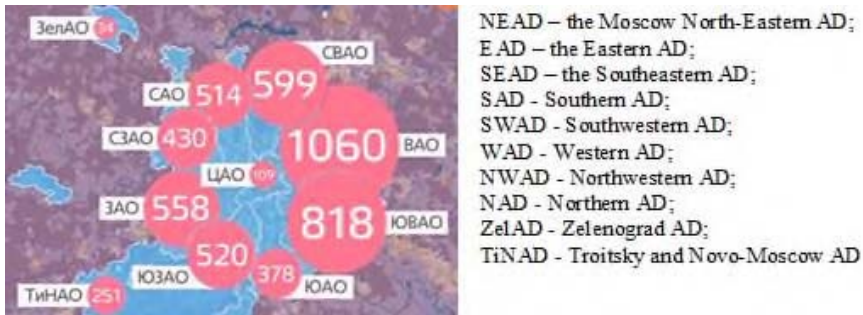 ЗелАО
54
СВАО
599
САО
514
СЗАО
430
1060
ВАО
ЦАО
109
ЗАО
558
818
ЮВАО
520
ЮЗАО
378
ЮАО
ТиНАО
251
NEAD – the Moscow North-Eastern AD;
EAD – the Eastern AD;
SEAD – the Southeastern AD;
SAD - Southern AD;
SWAD - Southwestern AD;
WAD - Western AD;
NWAD - Northwestern AD;
NAD - Northern AD;
ZelAD - Zelenograd AD;
TiNAD - Troitsky and Novo-Moscow AD